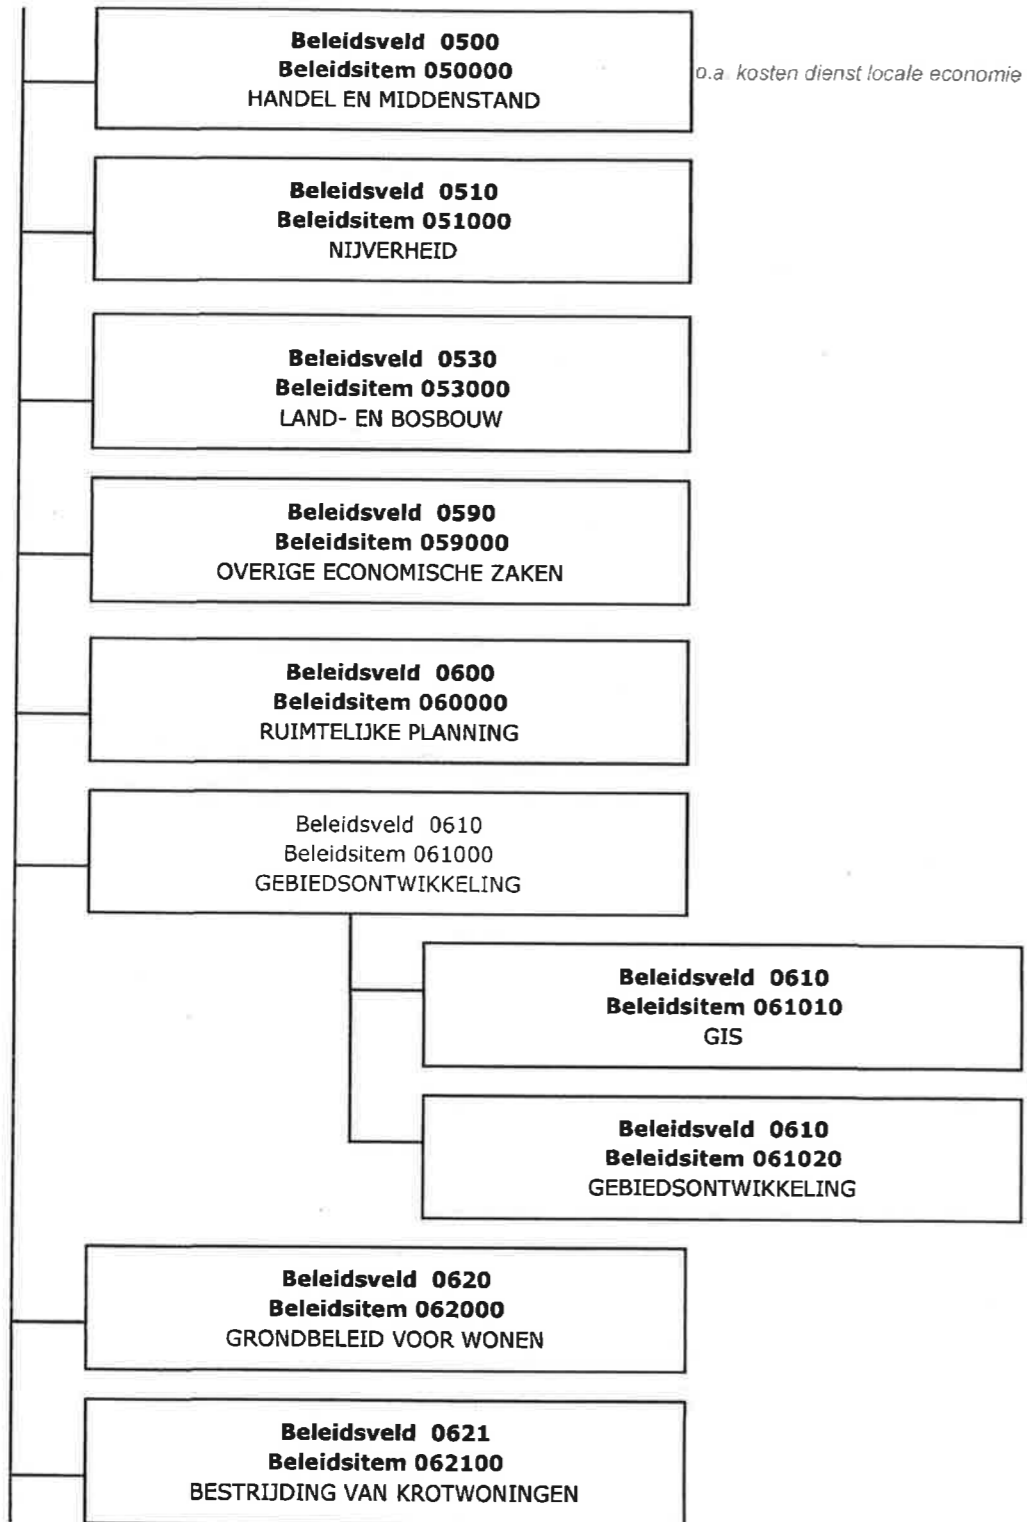 Beleidsveld 0500
Beleidsitem 050000
HANDEL EN MIDDENSTAND
o.a. kosten dienst locale economie
Beleidsveld 0510
Beleidsitem 051000
NIJVERHEID
Beleidsveld 0530
Beleidsitem 053000
LAND- EN BOSBOUW
Beleidsveld 0590
Beleidsitem 059000
OVERIGE ECONOMISCHE ZAKEN
Beleidsveld 0600
Beleidsitem 060000
RUIMTELIJKE PLANNING
Beleidsveld 0610
Beleidsitem 061000
GEBIEDSONTWIKKELING
Beleidsveld 0610
Beleidsitem 061010
GIS
Beleidsveld 0610
Beleidsitem 061020
GEBIEDSONTWIKKELING
Beleidsveld 0620
Beleidsitem 062000
GRONDBELEID VOOR WONEN
Beleidsveld 0621
Beleidsitem 062100
BESTRIJDING VAN KROTWONINGEN